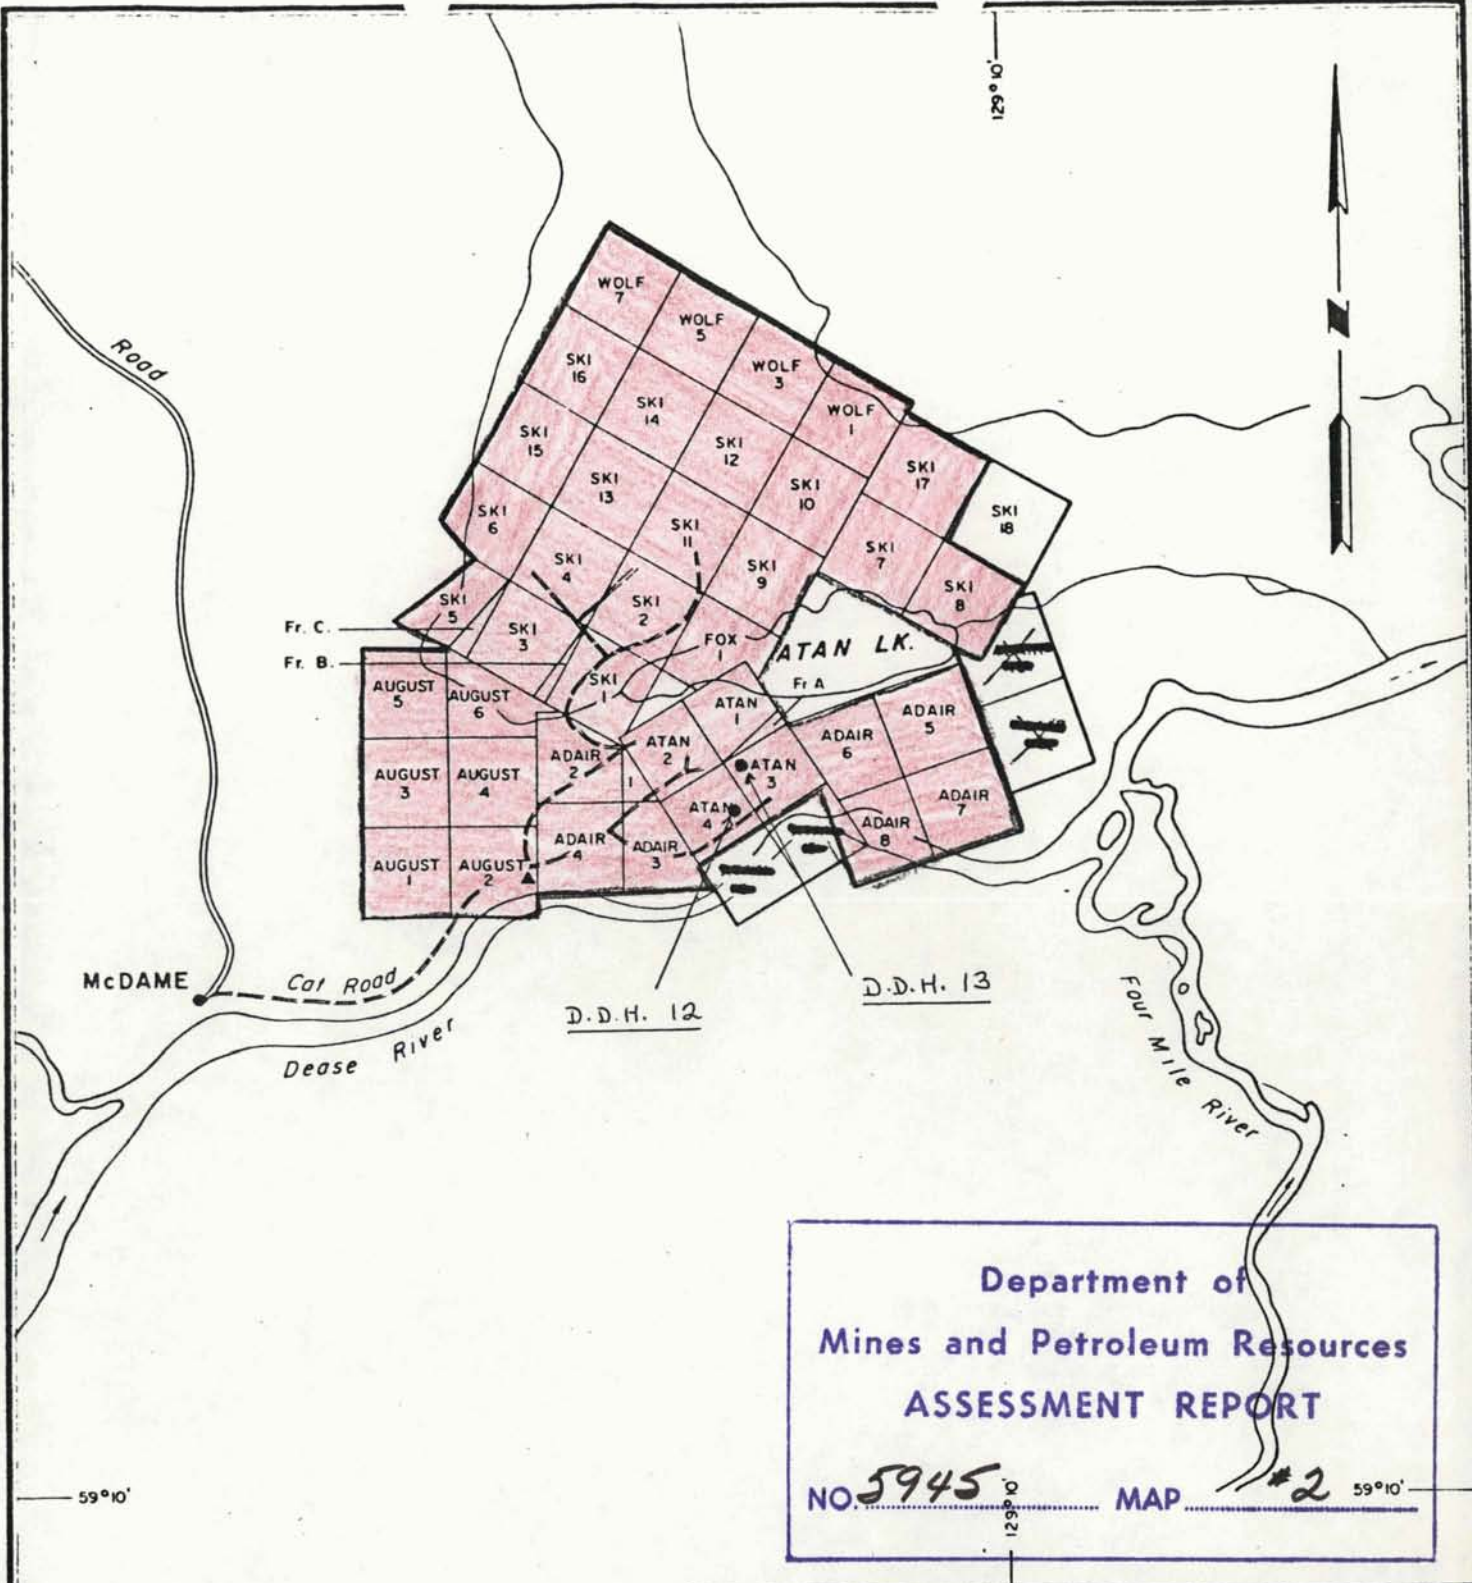 129° 10'
N
Road
WOLF
7
WOLF
5
WOLF
3
WOLF
1
SKI
16
SKI
14
SKI
12
SKI
10
SKI
17
SKI
18
SKI
15
SKI
13
SKI
11
SKI
9
SKI
7
SKI
8
SKI
6
SKI
4
SKI
2
FOX
1
SKI
5
SKI
3
SKI
1
Fr. C.
Fr. B.
ATAN LK.
Fr A
AUGUST
5
AUGUST
6
AUGUST
3
AUGUST
4
AUGUST
1
AUGUST
2
ADAIR
2
1
ADAIR
4
ADAIR
3
ATAN
1
ATAN
2
ATAN
3
ATAN
4
ADAIR
6
ADAIR
5
ADAIR
7
ADAIR
8
McDAME
Cat Road
Dease River
D.D.H. 12
D.D.H. 13
Four Mile River
Department of
Mines and Petroleum Resources
ASSESSMENT REPORT
NO. 5945 MAP #2
59°10'
129°10'
59°10'